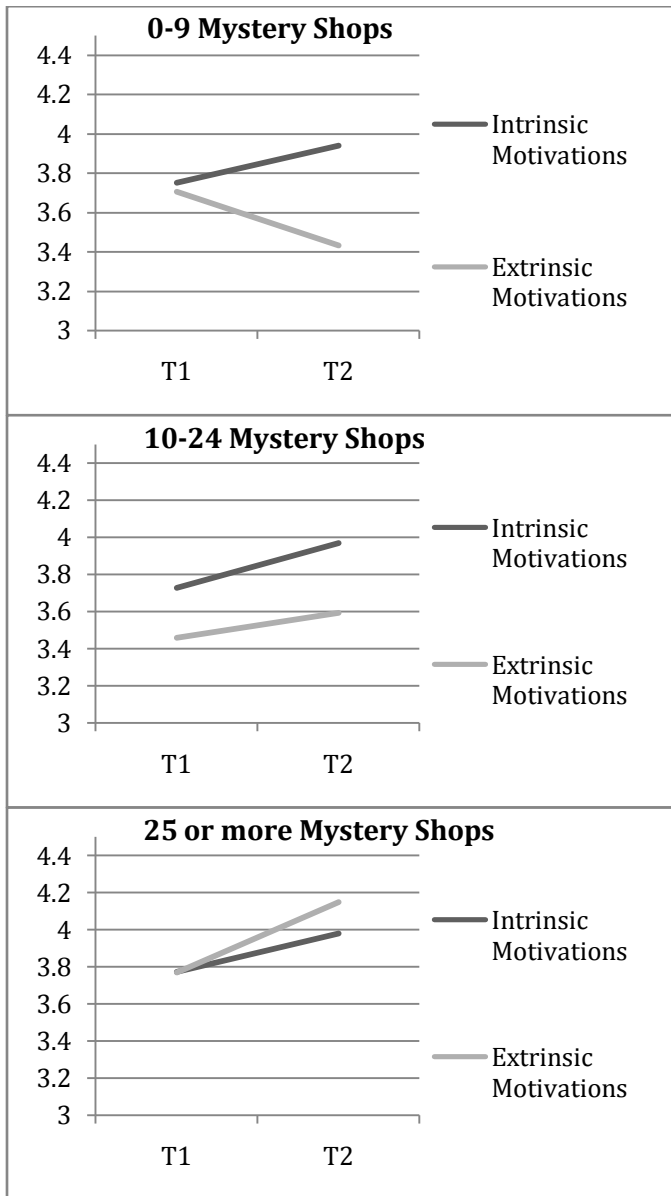 0-9 Mystery Shops
4.4
4.2
4
3.8
3.6
3.4
3.2
3
T1 T2
Intrinsic
Motivations
Extrinsic
Motivations
10-24 Mystery Shops
4.4
4.2
4
3.8
3.6
3.4
3.2
3
T1 T2
Intrinsic
Motivations
Extrinsic
Motivations
25 or more Mystery Shops
4.4
4.2
4
3.8
3.6
3.4
3.2
3
T1 T2
Intrinsic
Motivations
Extrinsic
Motivations